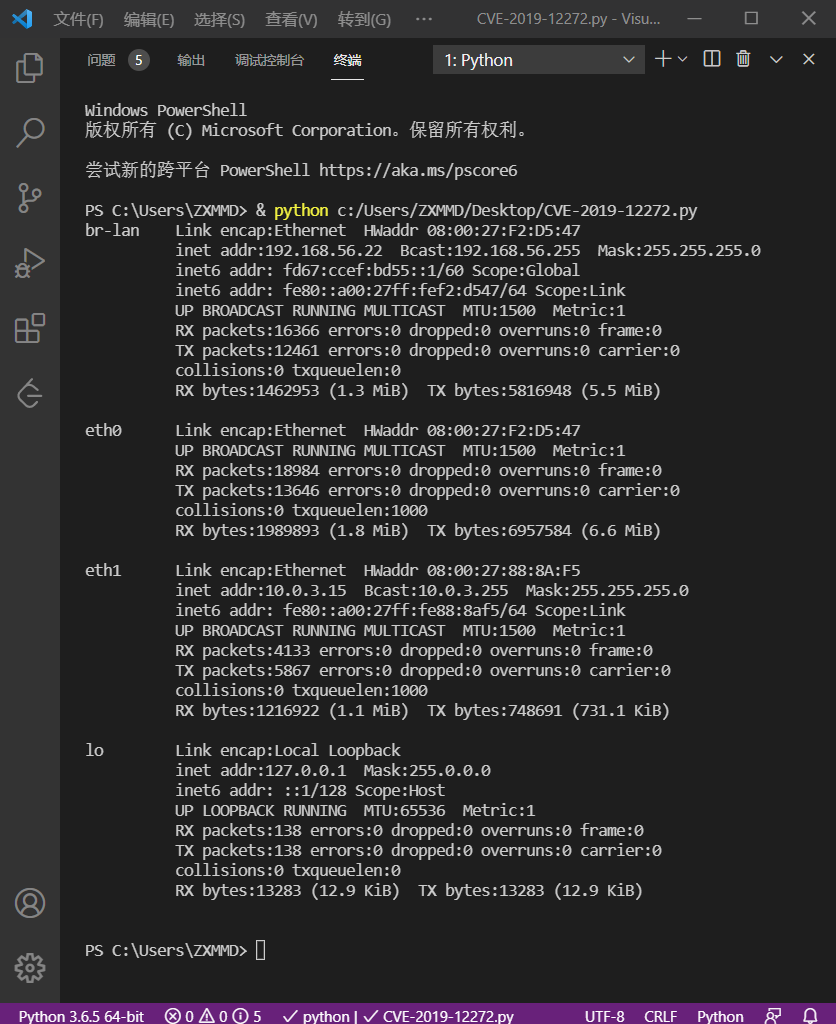 文件(F) 编辑(E) 选择(S) 查看(V) 转到(G) ··· CVE-2019-12272.py - Visu...
问题 5 输出 调试控制台 终端 1: Python
Windows PowerShell
版权所有 (C) Microsoft Corporation。保留所有权利。
尝试新的跨平台 PowerShell https://aka.ms/pscore6
PS C:\Users\ZXMMD> & python c:/Users/ZXMMD/Desktop/CVE-2019-12272.py
br-lan    Link encap:Ethernet  HWaddr 08:00:27:F2:D5:47
          inet addr:192.168.56.22  Bcast:192.168.56.255  Mask:255.255.255.0
          inet6 addr: fd67:ccef:bd55::1/60 Scope:Global
          inet6 addr: fe80::a00:27ff:fef2:d547/64 Scope:Link
          UP BROADCAST RUNNING MULTICAST  MTU:1500  Metric:1
          RX packets:16366 errors:0 dropped:0 overruns:0 frame:0
          TX packets:12461 errors:0 dropped:0 overruns:0 carrier:0
          collisions:0 txqueuelen:0
          RX bytes:1462953 (1.3 MiB)  TX bytes:5816948 (5.5 MiB)
eth0      Link encap:Ethernet  HWaddr 08:00:27:F2:D5:47
          UP BROADCAST RUNNING MULTICAST  MTU:1500  Metric:1
          RX packets:18984 errors:0 dropped:0 overruns:0 frame:0
          TX packets:13646 errors:0 dropped:0 overruns:0 carrier:0
          collisions:0 txqueuelen:1000
          RX bytes:1989893 (1.8 MiB)  TX bytes:6957584 (6.6 MiB)
eth1      Link encap:Ethernet  HWaddr 08:00:27:88:8A:F5
          inet addr:10.0.3.15  Bcast:10.0.3.255  Mask:255.255.255.0
          inet6 addr: fe80::a00:27ff:fe88:8af5/64 Scope:Link
          UP BROADCAST RUNNING MULTICAST  MTU:1500  Metric:1
          RX packets:4133 errors:0 dropped:0 overruns:0 frame:0
          TX packets:5867 errors:0 dropped:0 overruns:0 carrier:0
          collisions:0 txqueuelen:1000
          RX bytes:1216922 (1.1 MiB)  TX bytes:748691 (731.1 KiB)
lo        Link encap:Local Loopback
          inet addr:127.0.0.1  Mask:255.0.0.0
          inet6 addr: ::1/128 Scope:Host
          UP LOOPBACK RUNNING  MTU:65536  Metric:1
          RX packets:138 errors:0 dropped:0 overruns:0 frame:0
          TX packets:138 errors:0 dropped:0 overruns:0 carrier:0
          collisions:0 txqueuelen:0
          RX bytes:13283 (12.9 KiB)  TX bytes:13283 (12.9 KiB)
PS C:\Users\ZXMMD>
Python 3.6.5 64-bit 0 0 5 python | CVE-2019-12272.py UTF-8 CRLF Python